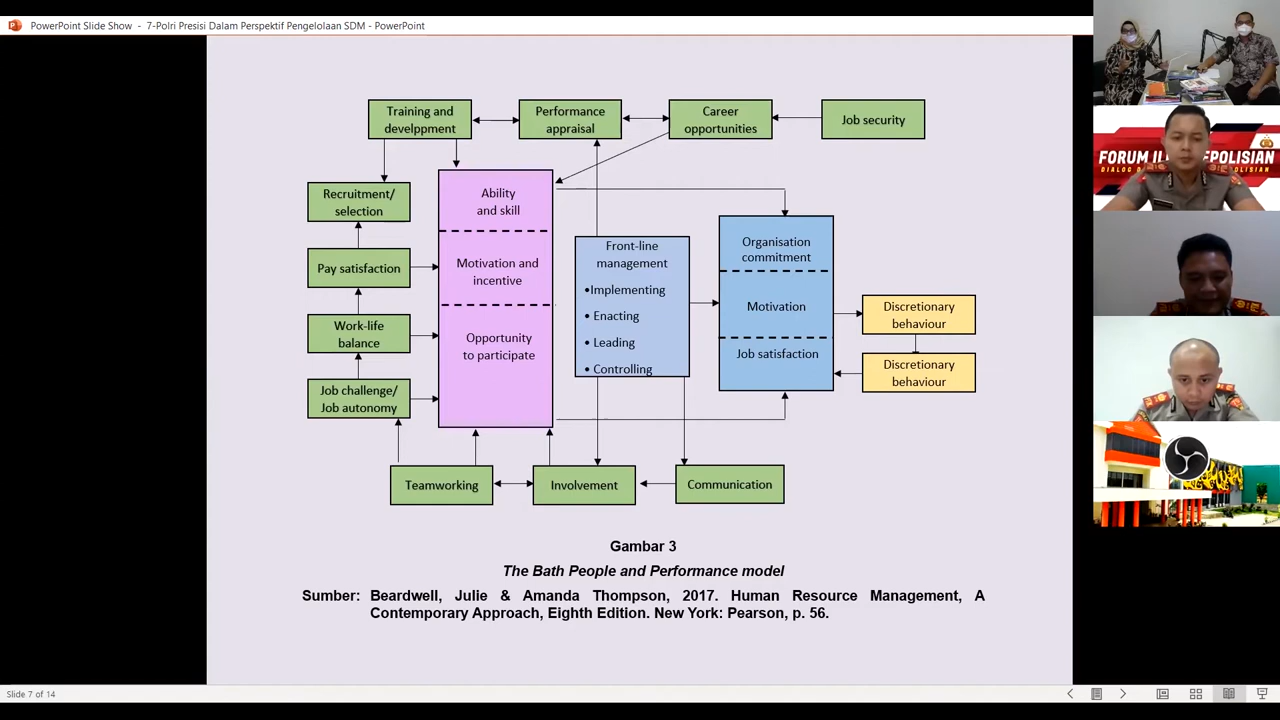 PowerPoint Slide Show - 7-Polri Presisi Dalam Perspektif Pengelolaan SDM - PowerPoint
Training and
develppment
Performance
appraisal
Career
opportunities
Job security
Recruitment/
selection
Pay satisfaction
Work-life
balance
Job challenge/
Job autonomy
Ability
and skill
Motivation and
incentive
Opportunity
to participate
Front-line
management
•Implementing
• Enacting
• Leading
• Controlling
Organisation
commitment
Motivation
Job satisfaction
Discretionary
behaviour
Discretionary
behaviour
Teamworking
Involvement
Communication
Gambar 3
The Bath People and Performance model
Sumber: Beardwell, Julie & Amanda Thompson, 2017. Human Resource Management, A
Contemporary Approach, Eighth Edition. New York: Pearson, p. 56.
Slide 7 of 14
FORUM